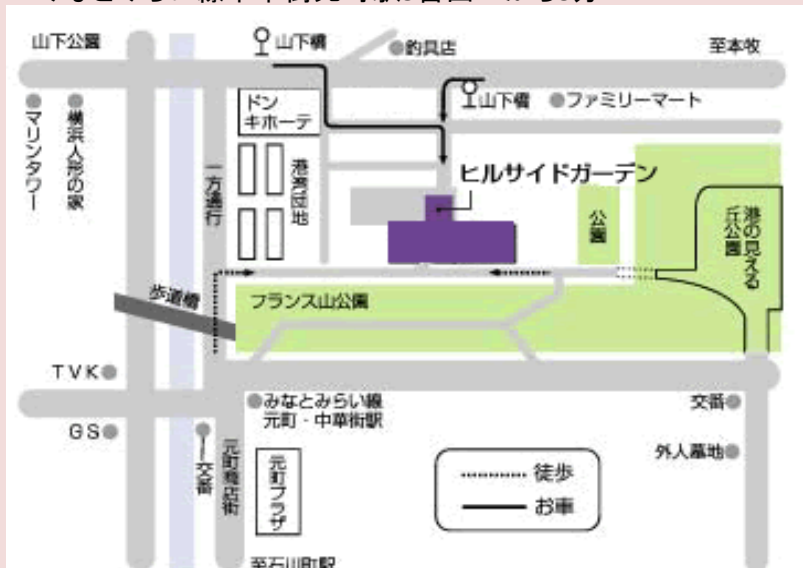 山下公園
山下橋
釣具店
至本牧
マリンタワー
横浜人形の家
一方通行
ドン
キホーテ
港湾団地
山下橋
ファミリーマート
ヒルサイドガーデン
公園
港の見える
丘公園
歩道橋
フランス山公園
TVK
GS
交番
元町商店街
みなとみらい線
元町・中華街駅
元町プラザ
徒歩
お車
交番
外人墓地
至石川町駅